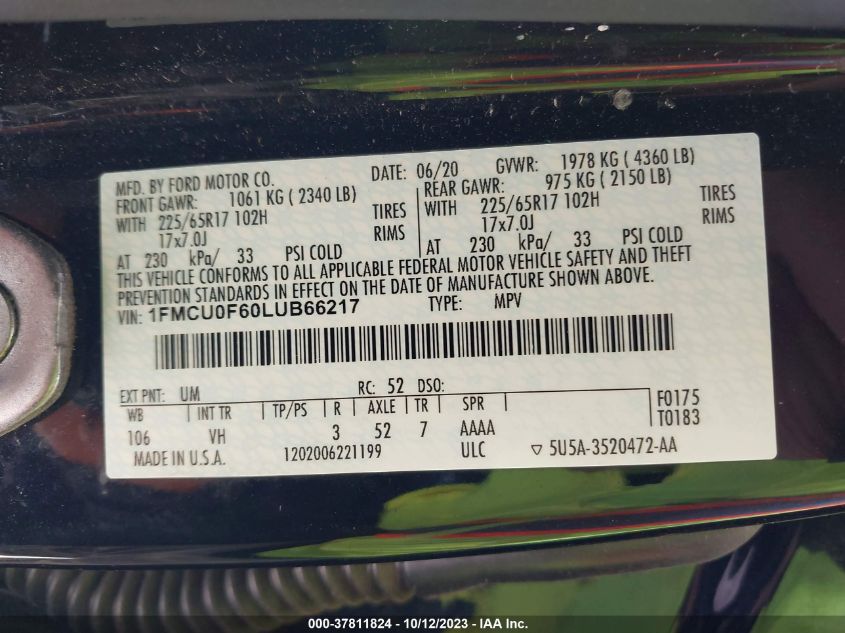 MFD. BY FORD MOTOR CO. DATE: 06/20 GVWR: 1978 KG ( 4360 LB)
FRONT GAWR: 1061 KG ( 2340 LB) REAR GAWR: 975 KG ( 2150 LB)
WITH 225/65R17 102H TIRES WITH 225/65R17 102H TIRES
17x7.0J RIMS 17x7.0J RIMS
AT 230 kPa/ 33 PSI COLD AT 230 kPa/ 33 PSI COLD
THIS VEHICLE CONFORMS TO ALL APPLICABLE FEDERAL MOTOR VEHICLE SAFETY AND THEFT
PREVENTION STANDARDS IN EFFECT ON THE DATE OF MANUFACTURE SHOWN ABOVE.
VIN: 1FMCU0F60LUB66217 TYPE: MPV
EXT PNT: UM RC: 52 DSO: F0175
WB INT TR TP/PS R AXLE TR SPR T0183
106 VH 3 52 7 AAAA
MADE IN U.S.A. 1202006221199 ULC ▽ 5U5A-3520472-AA
000-37811824 - 10/12/2023 - IAA Inc.